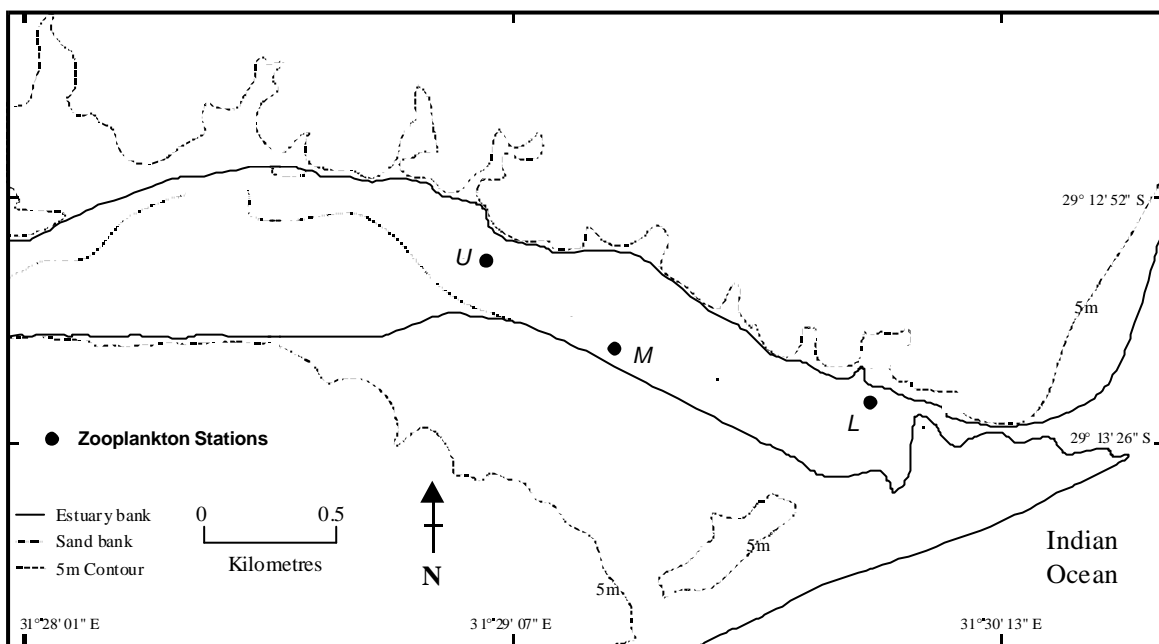 29° 12' 52" S
U
5m
M
L
Zooplankton Stations
29° 13' 26" S
Estuary bank
0 0.5
Sand bank
Kilometres
5m Contour
N
5m
5m
Indian
Ocean
31°28' 01" E
31°29' 07" E
31°30' 13" E